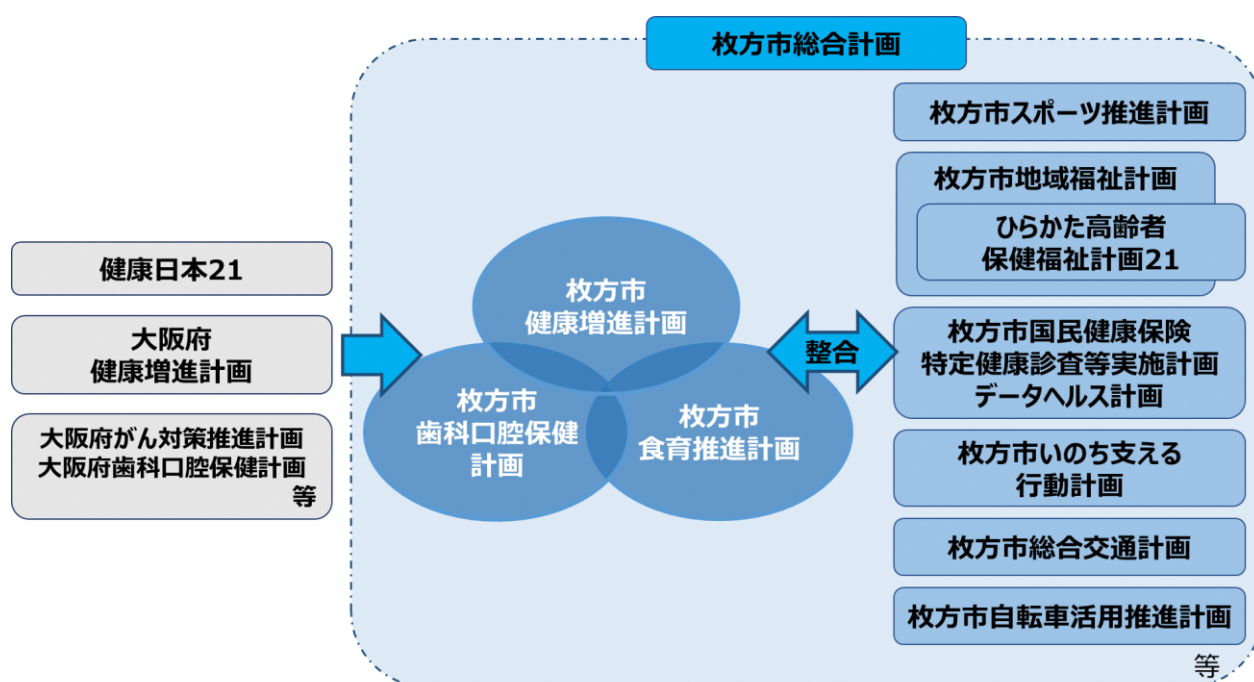 枚方市総合計画
健康日本21
大阪府
健康増進計画
大阪府がん対策推進計画
大阪府歯科口腔保健計画
等
枚方市
健康増進計画
枚方市
歯科口腔保健
計画
枚方市
食育推進計画
整合
枚方市スポーツ推進計画
枚方市地域福祉計画
ひらかた高齢者
保健福祉計画21
枚方市国民健康保険
特定健康診査等実施計画
データヘルス計画
枚方市いのち支える
行動計画
枚方市総合交通計画
枚方市自転車活用推進計画
等